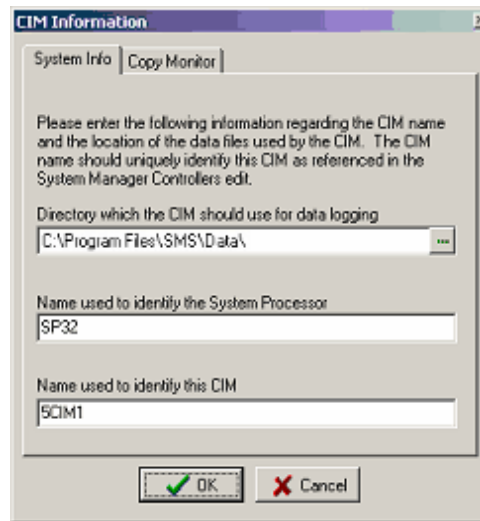 CIM Information
System Info
Copy Monitor
Please enter the following information regarding the CIM name
and the location of the data files used by the CIM. The CIM
name should uniquely identify this CIM as referenced in the
System Manager Controllers edit.
Directory which the CIM should use for data logging
C:\Program Files\SMS\Data\
...
Name used to identify the System Processor
SP32
Name used to identify this CIM
5CIM1
OK
Cancel